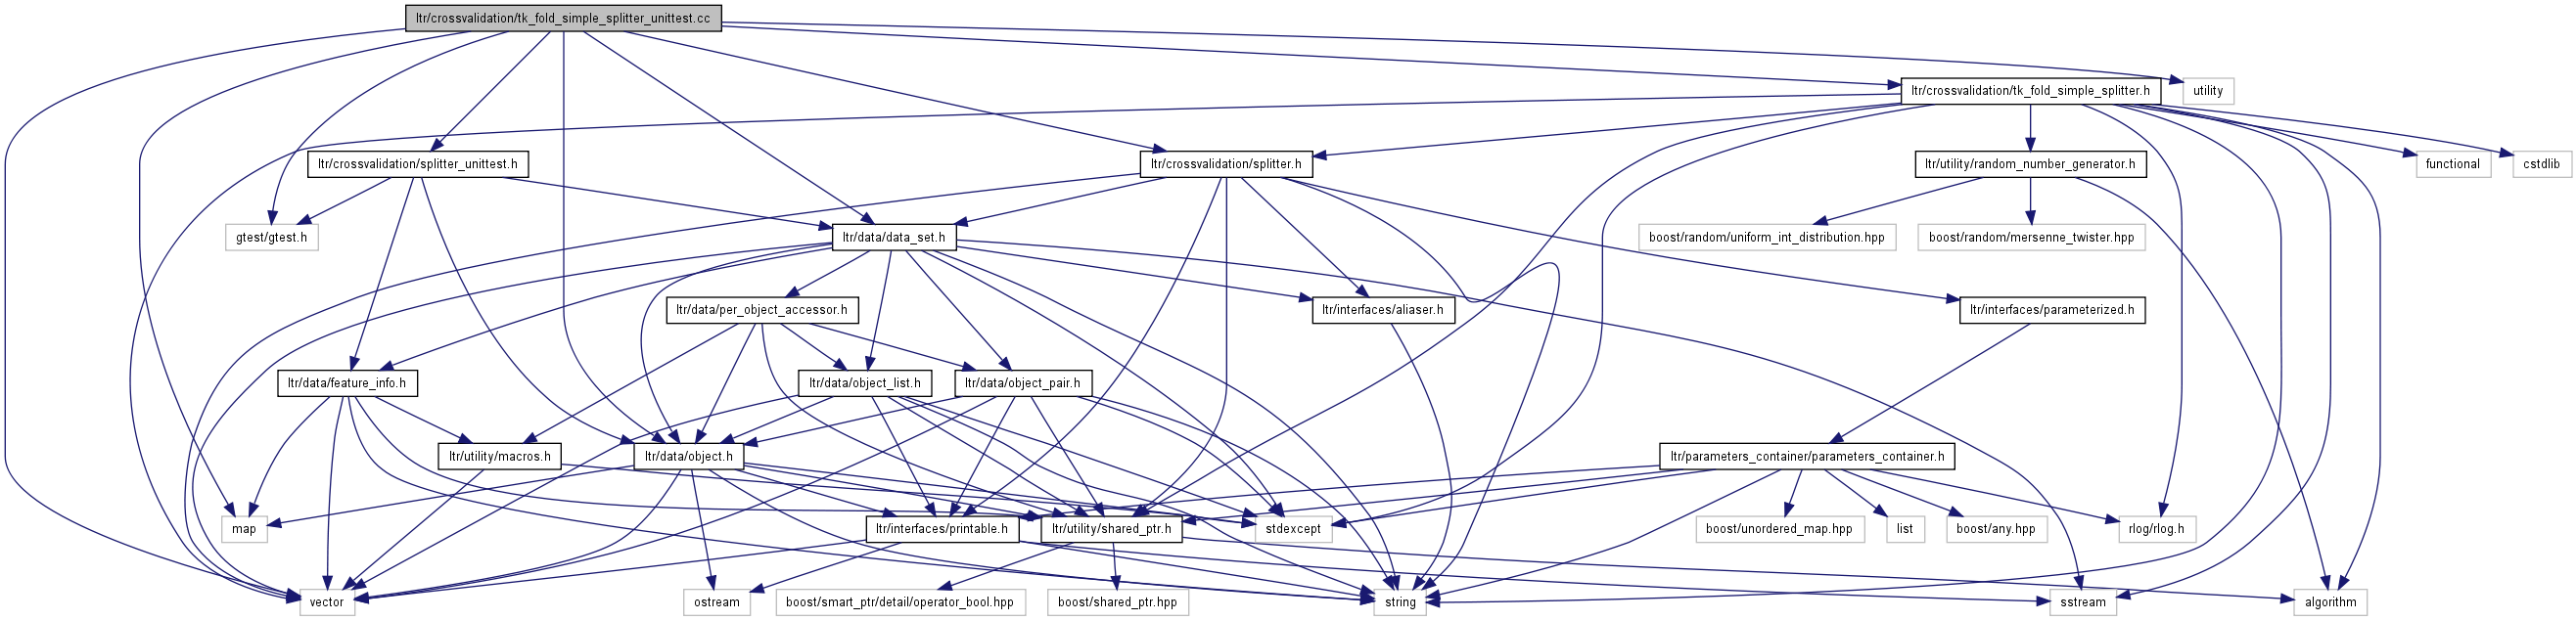 ltr/crossvalidation/tk_fold_simple_splitter_unittest.cc
ltr/crossvalidation/tk_fold_simple_splitter.h
utility
ltr/crossvalidation/splitter_unittest.h
ltr/crossvalidation/splitter.h
ltr/utility/random_number_generator.h
functional
cstdlib
gtest/gtest.h
ltr/data/data_set.h
boost/random/uniform_int_distribution.hpp
boost/random/mersenne_twister.hpp
ltr/data/per_object_accessor.h
ltr/interfaces/aliaser.h
ltr/interfaces/parameterized.h
ltr/data/feature_info.h
ltr/data/object_list.h
ltr/data/object_pair.h
ltr/utility/macros.h
ltr/data/object.h
ltr/parameters_container/parameters_container.h
map
ltr/interfaces/printable.h
ltr/utility/shared_ptr.h
stdexcept
boost/unordered_map.hpp
list
boost/any.hpp
rlog/rlog.h
vector
ostream
boost/smart_ptr/detail/operator_bool.hpp
boost/shared_ptr.hpp
string
sstream
algorithm